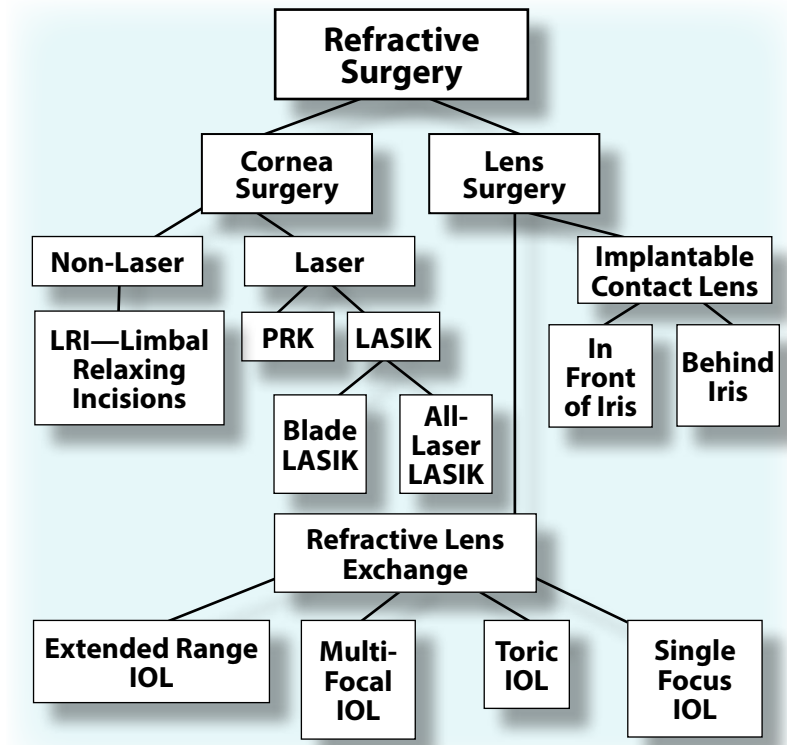 Refractive
Surgery
Cornea
Surgery
Lens
Surgery
Non-Laser
Laser
Implantable
Contact Lens
LRI—Limbal
Relaxing
Incisions
PRK
LASIK
In
Front
of Iris
Behind
Iris
Blade
LASIK
All-
Laser
LASIK
Refractive Lens
Exchange
Extended Range
IOL
Multi-
Focal
IOL
Toric
IOL
Single
Focus
IOL